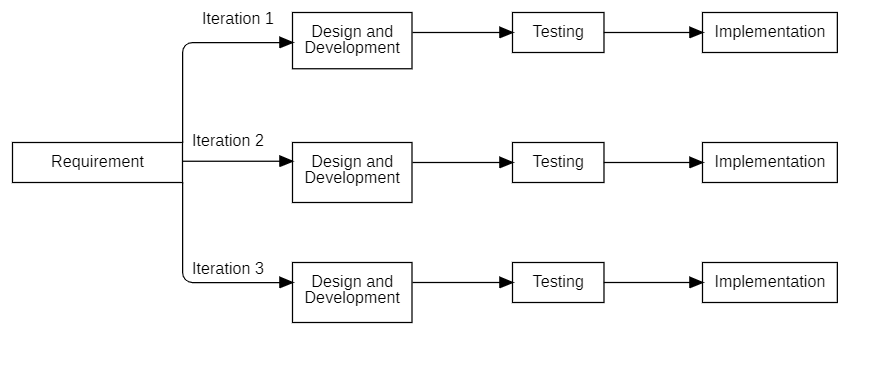 Iteration 1
Design and
Development
Testing
Implementation
Requirement
Iteration 2
Design and
Development
Testing
Implementation
Iteration 3
Design and
Development
Testing
Implementation